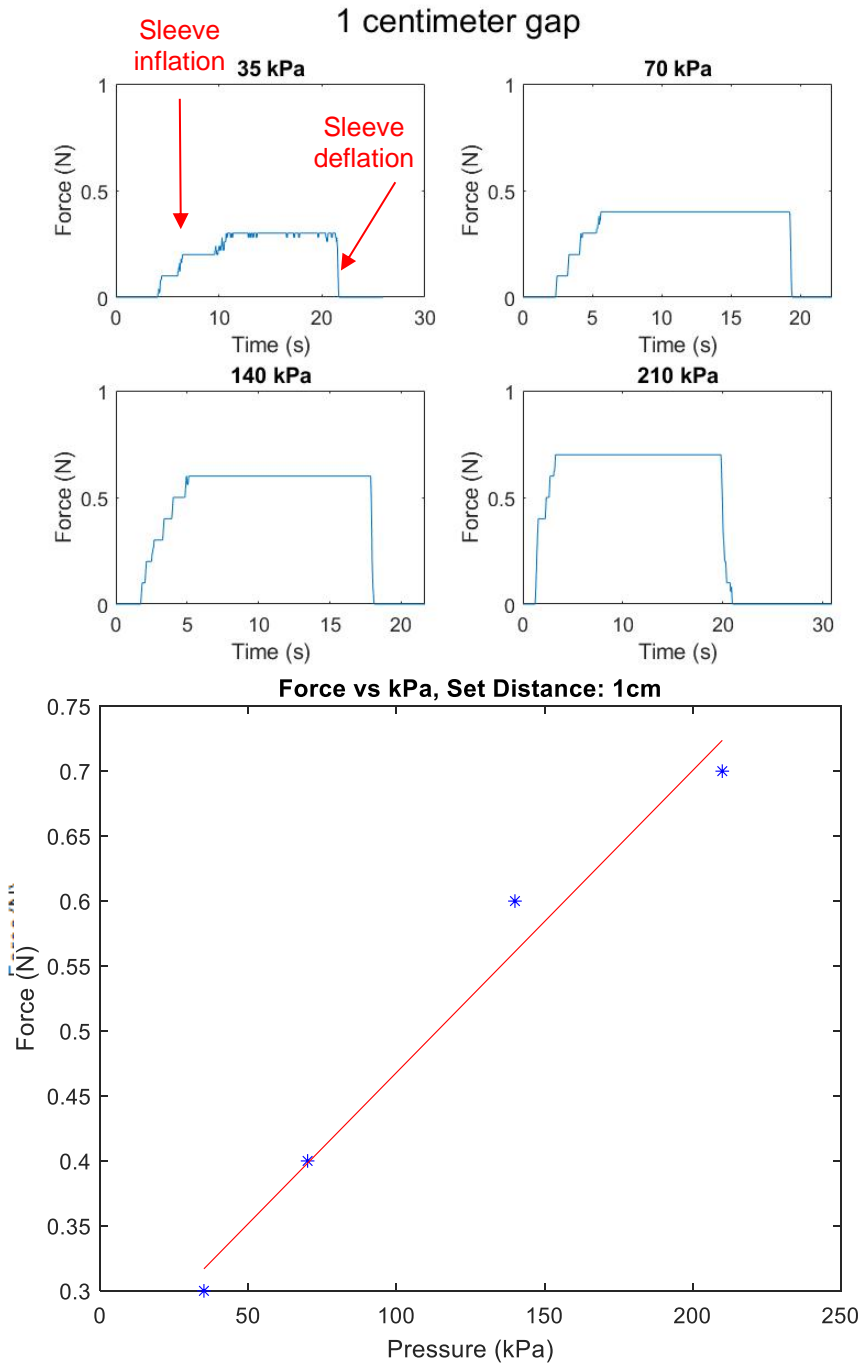 1 centimeter gap
Sleeve
inflation
35 kPa
1
0.5
0
Force (N)
0
10
20
30
Time (s)
Sleeve
deflation
70 kPa
1
0.5
0
Force (N)
0
5
10
15
20
Time (s)
140 kPa
1
0.5
0
Force (N)
0
5
10
15
20
Time (s)
210 kPa
1
0.5
0
Force (N)
0
10
20
30
Time (s)
Force vs kPa, Set Distance: 1cm
0.75
0.7
0.65
0.6
0.55
0.5
0.45
0.4
0.35
0.3
Force (N)
0
50
100
150
200
250
Pressure (kPa)